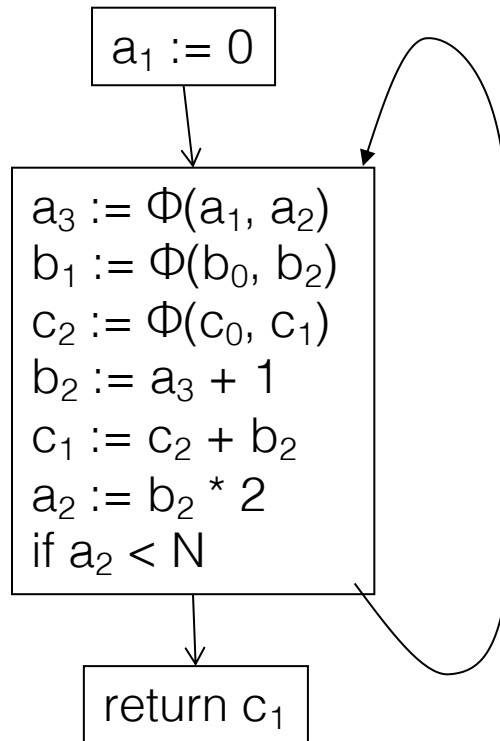 a₁ := 0
a₃ := Φ(a₁, a₂)
b₁ := Φ(b₀, b₂)
c₂ := Φ(c₀, c₁)
b₂ := a₃ + 1
c₁ := c₂ + b₂
a₂ := b₂ * 2
if a₂ < N
return c₁